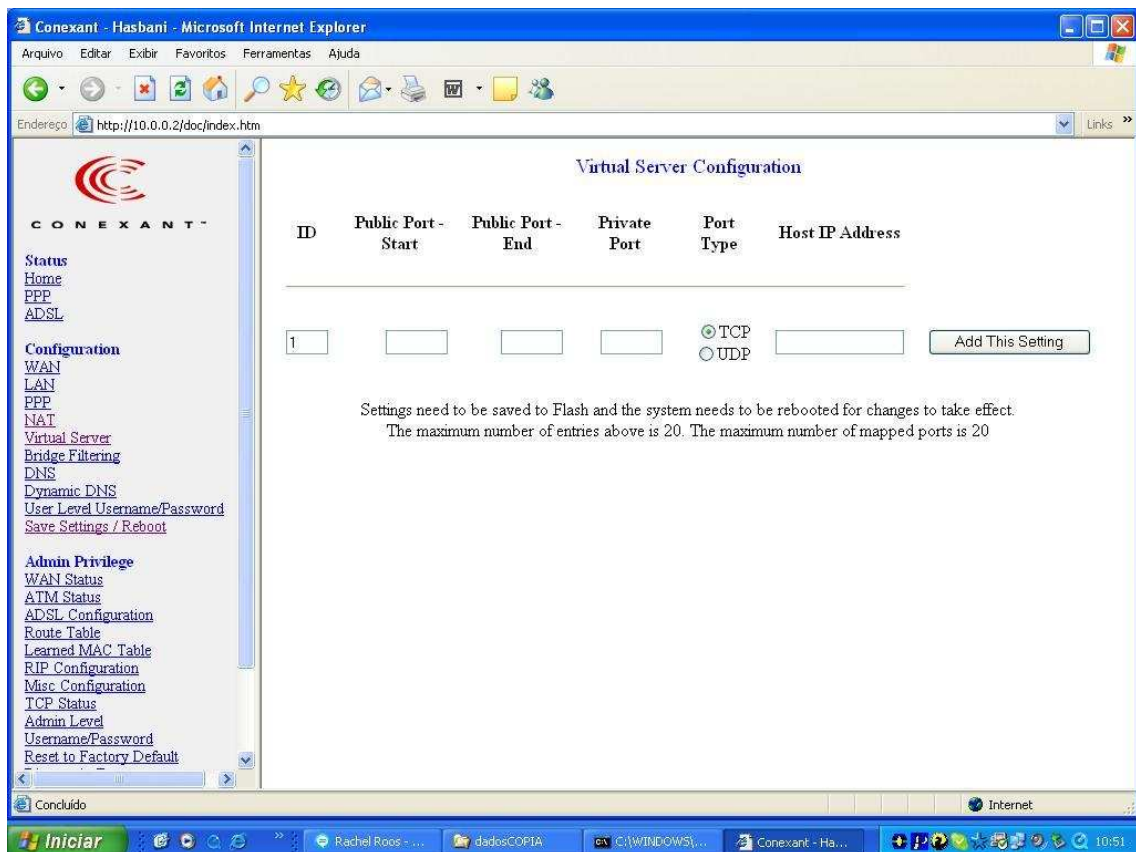 Conexant - Hasbani - Microsoft Internet Explorer
Arquivo Editar Exibir Favoritos Ferramentas Ajuda
Endereço http://10.0.0.2/doc/index.htm Links »
CONEXANT™
Status
Home
PPP
ADSL
Configuration
WAN
LAN
PPP
NAT
Virtual Server
Bridge Filtering
DNS
Dynamic DNS
User Level Username/Password
Save Settings / Reboot
Admin Privilege
WAN Status
ATM Status
ADSL Configuration
Route Table
Learned MAC Table
RIP Configuration
Misc Configuration
TCP Status
Admin Level
Username/Password
Reset to Factory Default
Virtual Server Configuration
ID Public Port - Start Public Port - End Private Port Port Type Host IP Address
1 TCP UDP Add This Setting
Settings need to be saved to Flash and the system needs to be rebooted for changes to take effect.
The maximum number of entries above is 20. The maximum number of mapped ports is 20
Concluído Internet
Iniciar » Rachel Roos - ... dadosCOPIA C:\WINDOWS\... Conexant - Ha... 10:51